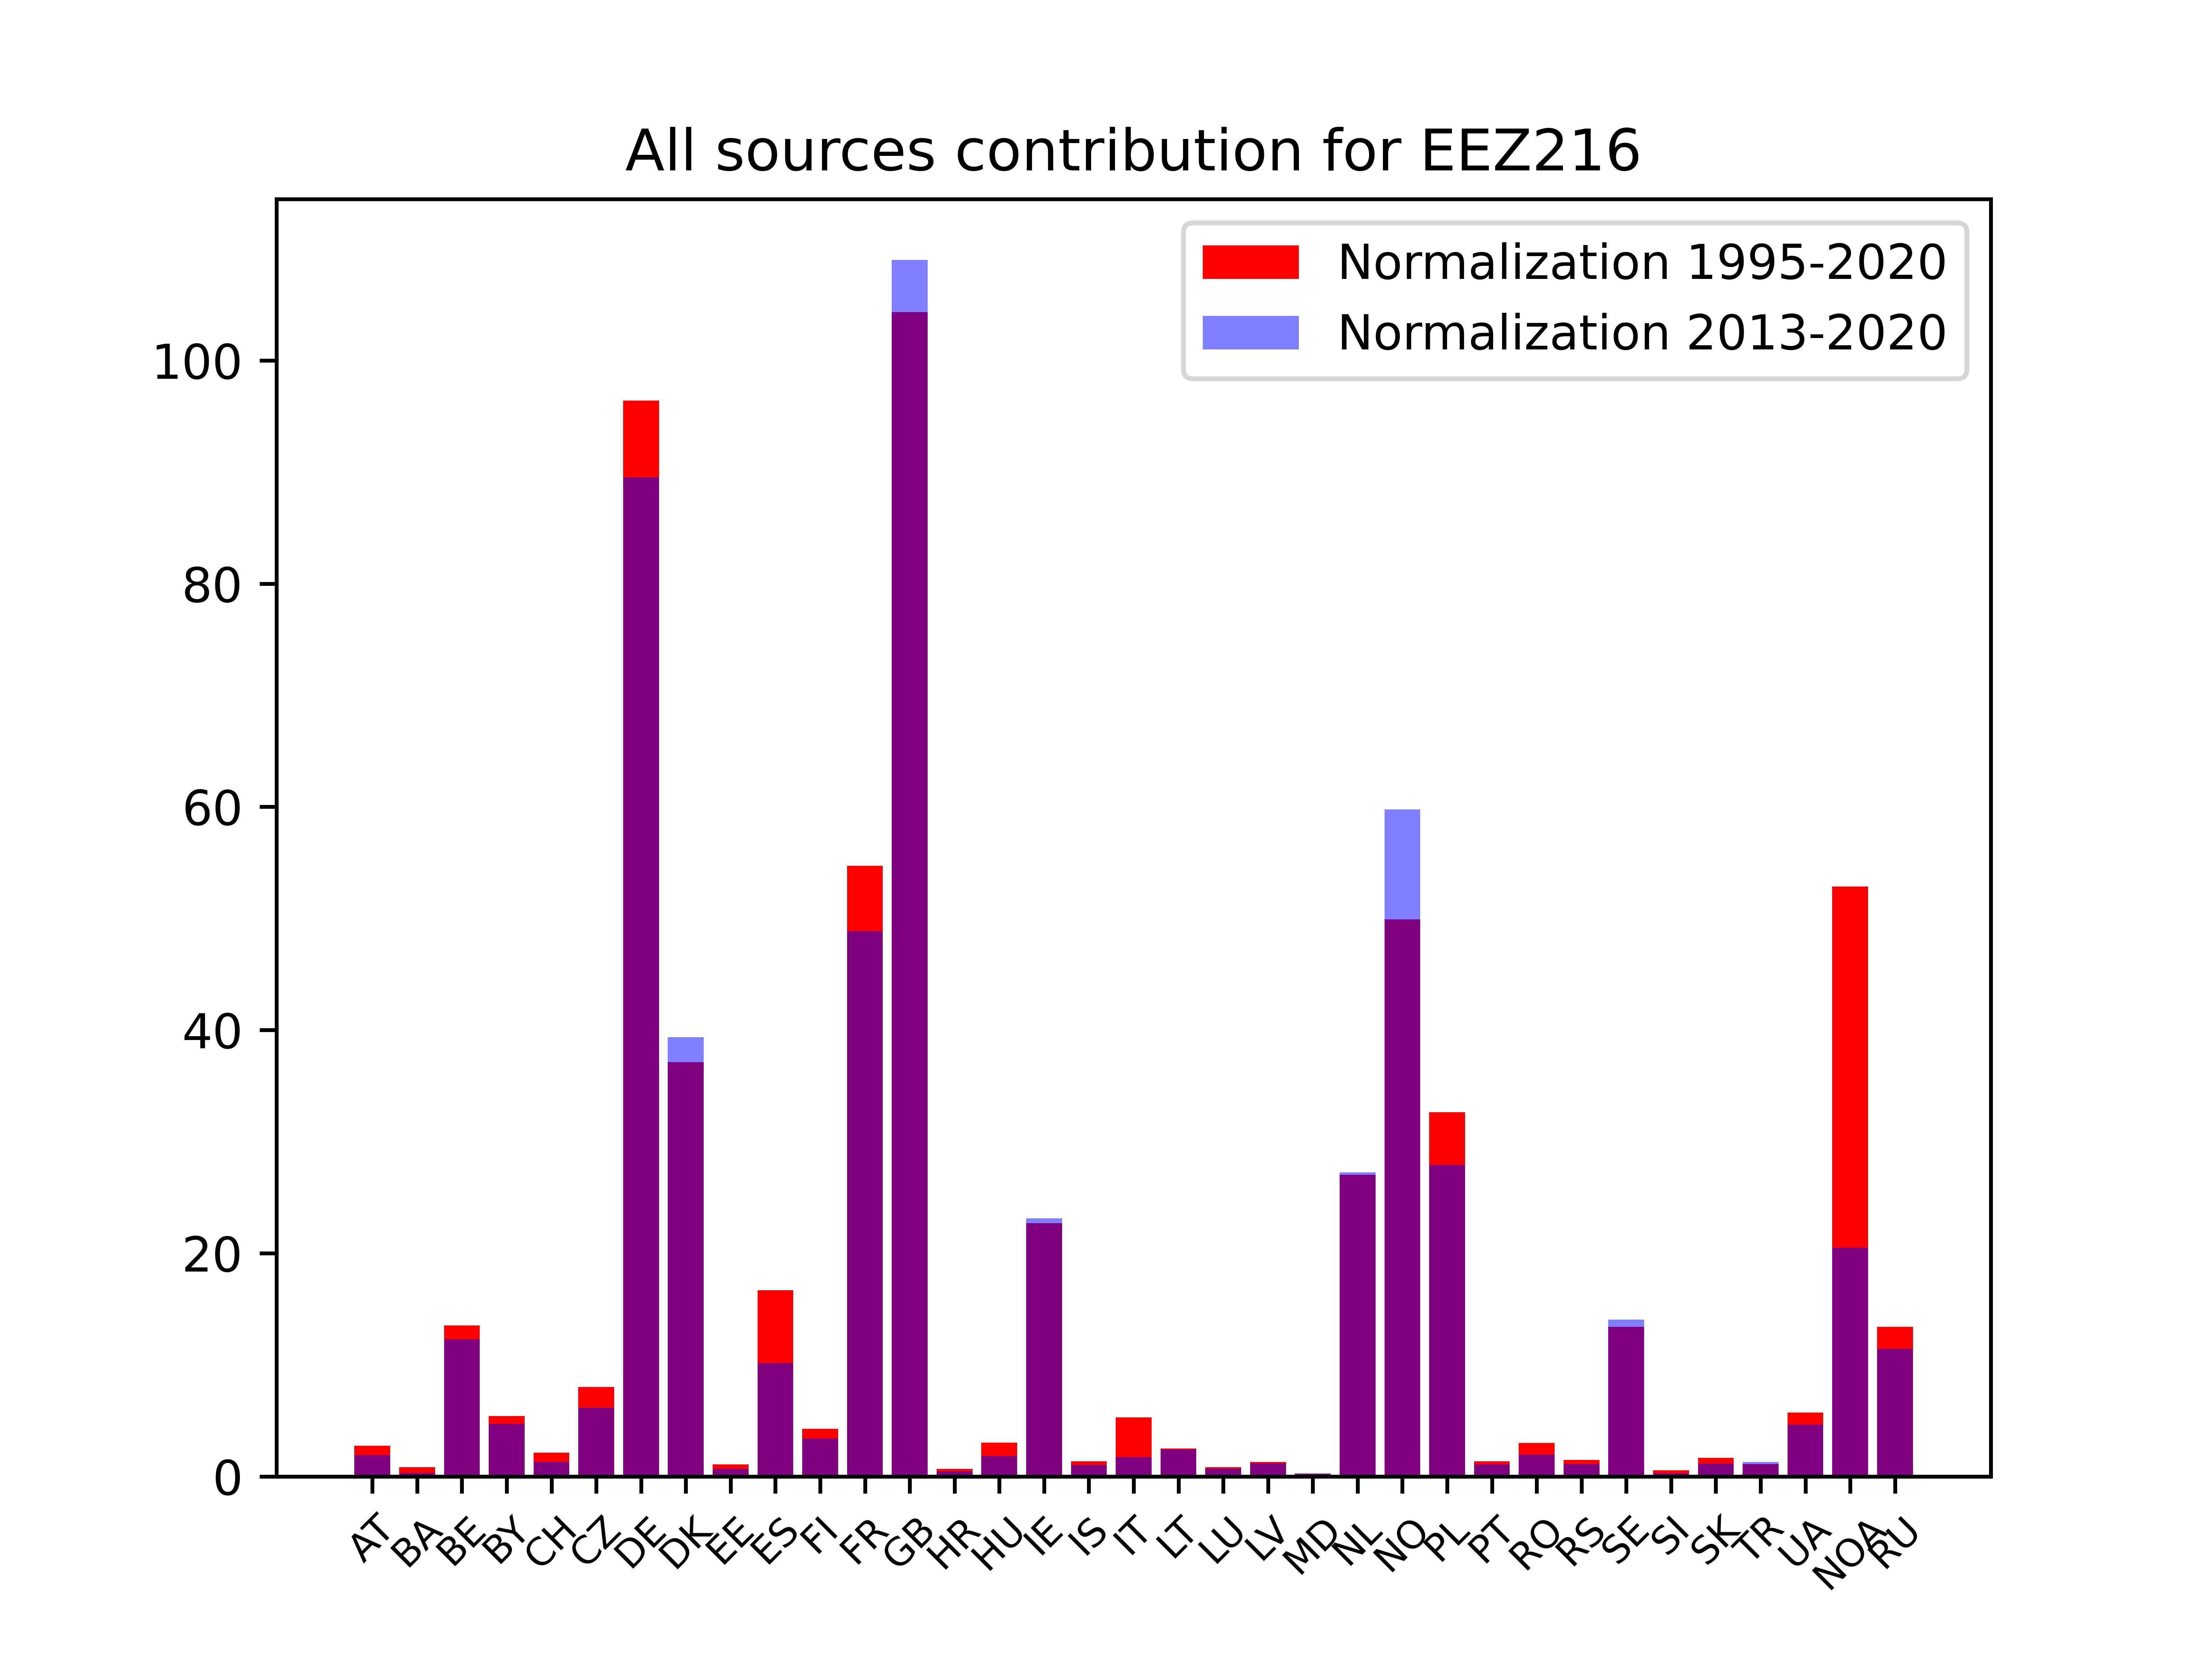 All sources contribution for EEZ216
Normalization 1995-2020
Normalization 2013-2020
100
80
60
40
20
0
AT BA BE BY CH CZ DE DK EE ES FI FR GB HR HU IE IS IT LT LU LV MD NL NO PL PT RO RS SE SI SK TR UA NOA RU